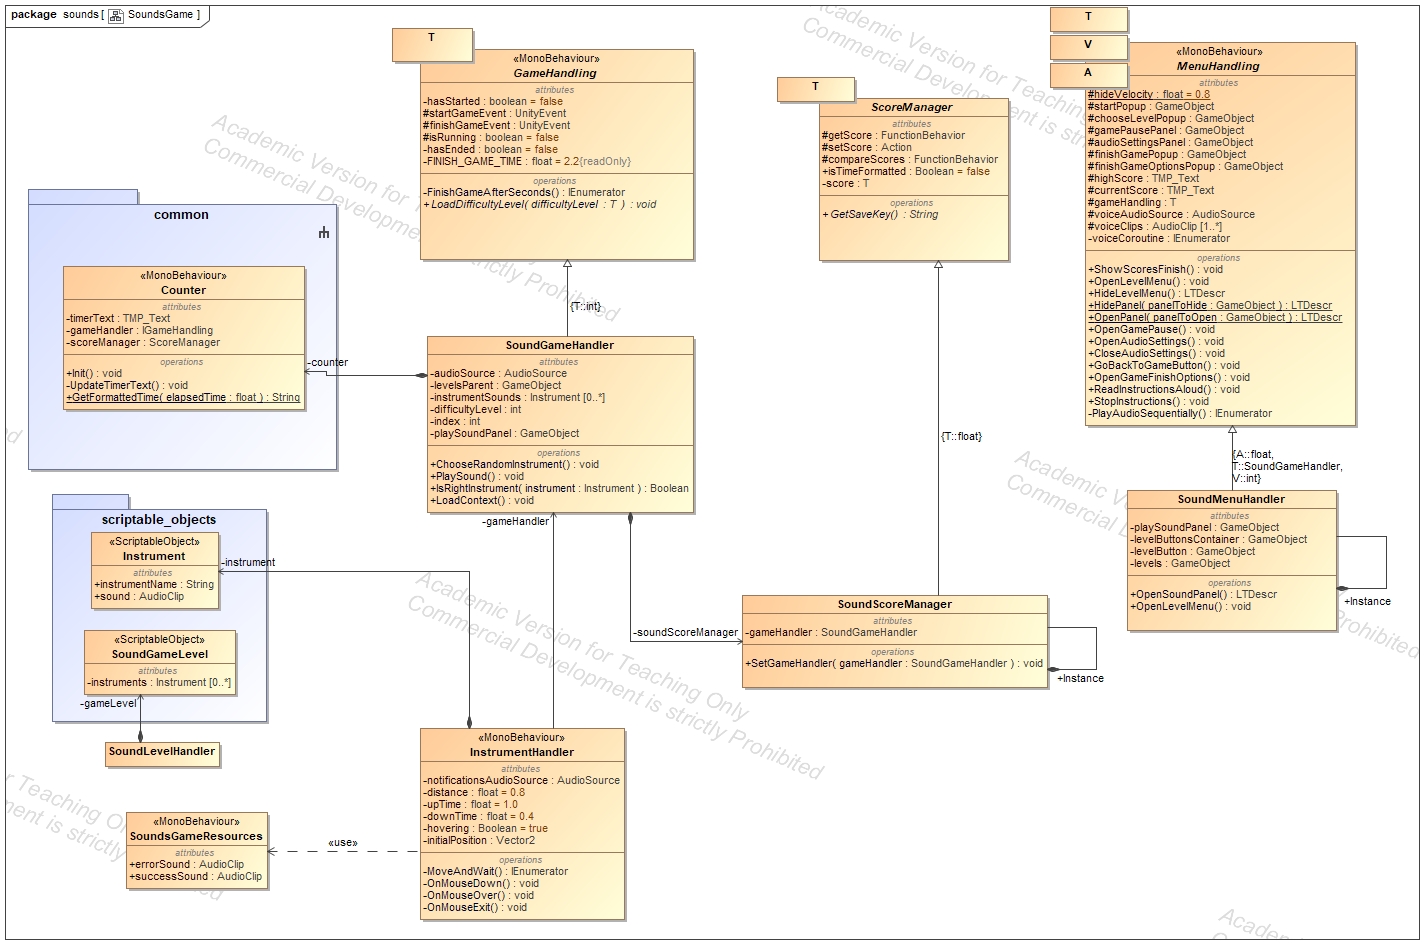 package sounds [ SoundsGame ]
T
«MonoBehaviour»
GameHandling
attributes
-hasStarted : boolean = false
#startGameEvent : UnityEvent
#finishGameEvent : UnityEvent
#isRunning : boolean = false
-hasEnded : boolean = false
-FINISH_GAME_TIME : float = 2.2{readOnly}
operations
-FinishGameAfterSeconds() : IEnumerator
+LoadDifficultyLevel( difficultyLevel : T ) : void
T
ScoreManager
attributes
#getScore : FunctionBehavior
#setScore : Action
#compareScores : FunctionBehavior
+isTimeFormatted : Boolean = false
-score : T
operations
+GetSaveKey() : String
T
V
A
«MonoBehaviour»
MenuHandling
attributes
#hideVelocity : float = 0.8
#startPopup : GameObject
#chooseLevelPopup : GameObject
#gamePausePanel : GameObject
#audioSettingsPanel : GameObject
#finishGamePopup : GameObject
#finishGameOptionsPopup : GameObject
#highScore : TMP_Text
#currentScore : TMP_Text
#gameHandling : T
#voiceAudioSource : AudioSource
#voiceClips : AudioClip [1..*]
-voiceCoroutine : IEnumerator
operations
+ShowScoresFinish() : void
+OpenLevelMenu() : void
#HideLevelMenu() : LTDescr
+HidePanel( panelToHide : GameObject ) : LTDescr
+OpenPanel( panelToOpen : GameObject ) : LTDescr
+OpenGamePause() : void
+OpenAudioSettings() : void
+CloseAudioSettings() : void
+GoBackToGameButton() : void
+OpenGameFinishOptions() : void
+ReadInstructionsAloud() : void
+StopInstructions() : void
-PlayAudioSequentially() : IEnumerator
common
«MonoBehaviour»
Counter
attributes
-timerText : TMP_Text
-gameHandler : IGameHandling
-scoreManager : ScoreManager
operations
+Init() : void
-UpdateTimerText() : void
+GetFormattedTime( elapsedTime : float ) : String
{T::int}
-counter
SoundGameHandler
attributes
-audioSource : AudioSource
-levelsParent : GameObject
-instrumentSounds : Instrument [0..*]
-difficultyLevel : int
-index : int
-playSoundPanel : GameObject
operations
+ChooseRandomInstrument() : void
+PlaySound() : void
+IsRightInstrument( instrument : Instrument ) : Boolean
+LoadContext() : void
-gameHandler
{T::float}
{A::float,
T::SoundGameHandler,
V::int}
SoundMenuHandler
attributes
-playSoundPanel : GameObject
-levelButtonsContainer : GameObject
-levelButton : GameObject
-levels : GameObject
operations
+OpenSoundPanel() : LTDescr
+OpenLevelMenu() : void
+Instance
scriptable_objects
«ScriptableObject»
Instrument
attributes
+instrumentName : String
+sound : AudioClip
-instrument
«ScriptableObject»
SoundGameLevel
attributes
-instruments : Instrument [0..*]
-gameLevel
SoundLevelHandler
-soundScoreManager
SoundScoreManager
attributes
-gameHandler : SoundGameHandler
operations
+SetGameHandler( gameHandler : SoundGameHandler ) : void
+Instance
«MonoBehaviour»
InstrumentHandler
attributes
-notificationsAudioSource : AudioSource
-distance : float = 0.8
-upTime : float = 1.0
-downTime : float = 0.4
-hovering : Boolean = true
-initialPosition : Vector2
operations
-MoveAndWait() : IEnumerator
-OnMouseDown() : void
-OnMouseOver() : void
-OnMouseExit() : void
«use»
«MonoBehaviour»
SoundsGameResources
attributes
+errorSound : AudioClip
+successSound : AudioClip
Academic Version for Teaching Only
Commercial Development is strictly Prohibited